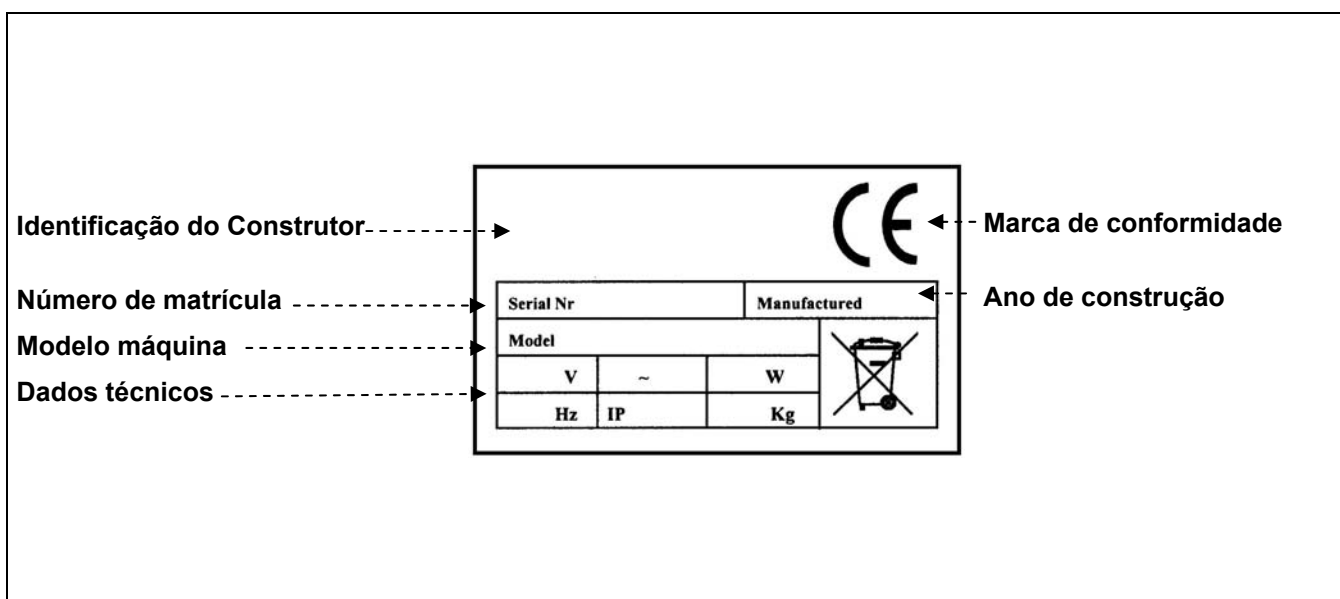 CE
Identificação do Construtor
Marca de conformidade
Número de matrícula
Serial Nr
Manufactured
Ano de construção
Modelo máquina
Model
Dados técnicos
V ~ W
Hz IP Kg